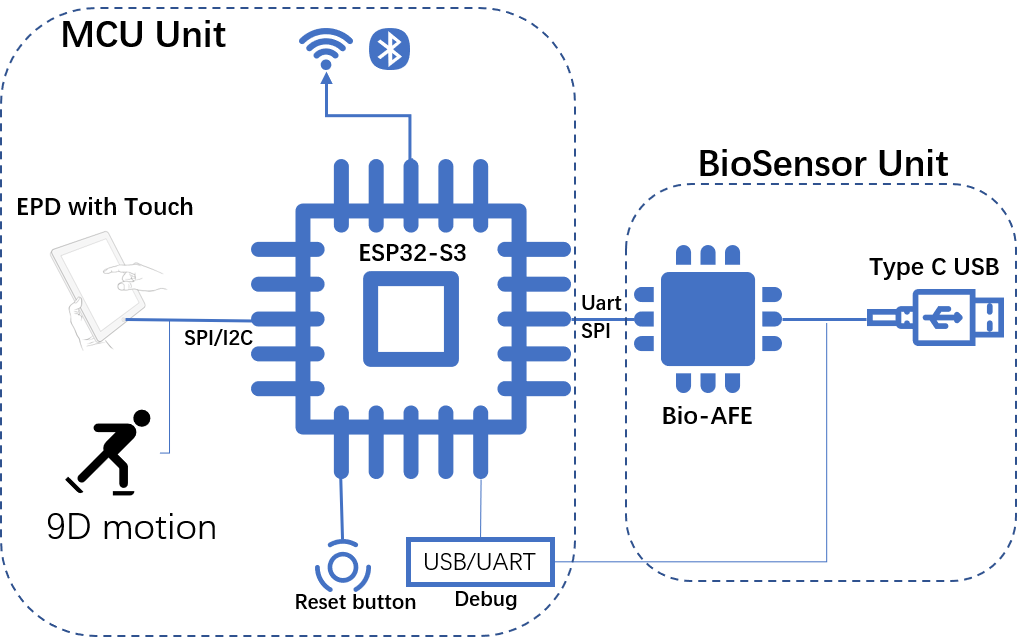 MCU Unit
BioSensor Unit
EPD with Touch
ESP32-S3
Type C USB
Uart
SPI
SPI/I2C
Bio-AFE
9D motion
USB/UART
Reset button
Debug